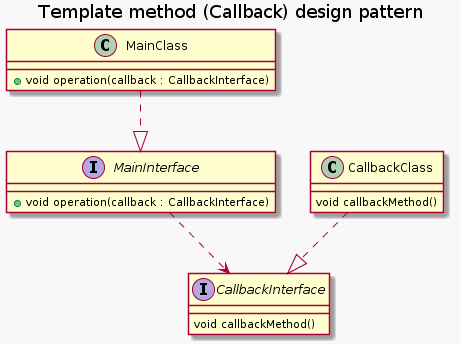 Template method (Callback) design pattern
C MainClass
void operation(callback : CallbackInterface)
I MainInterface
void operation(callback : CallbackInterface)
C CallbackClass
void callbackMethod()
I CallbackInterface
void callbackMethod()